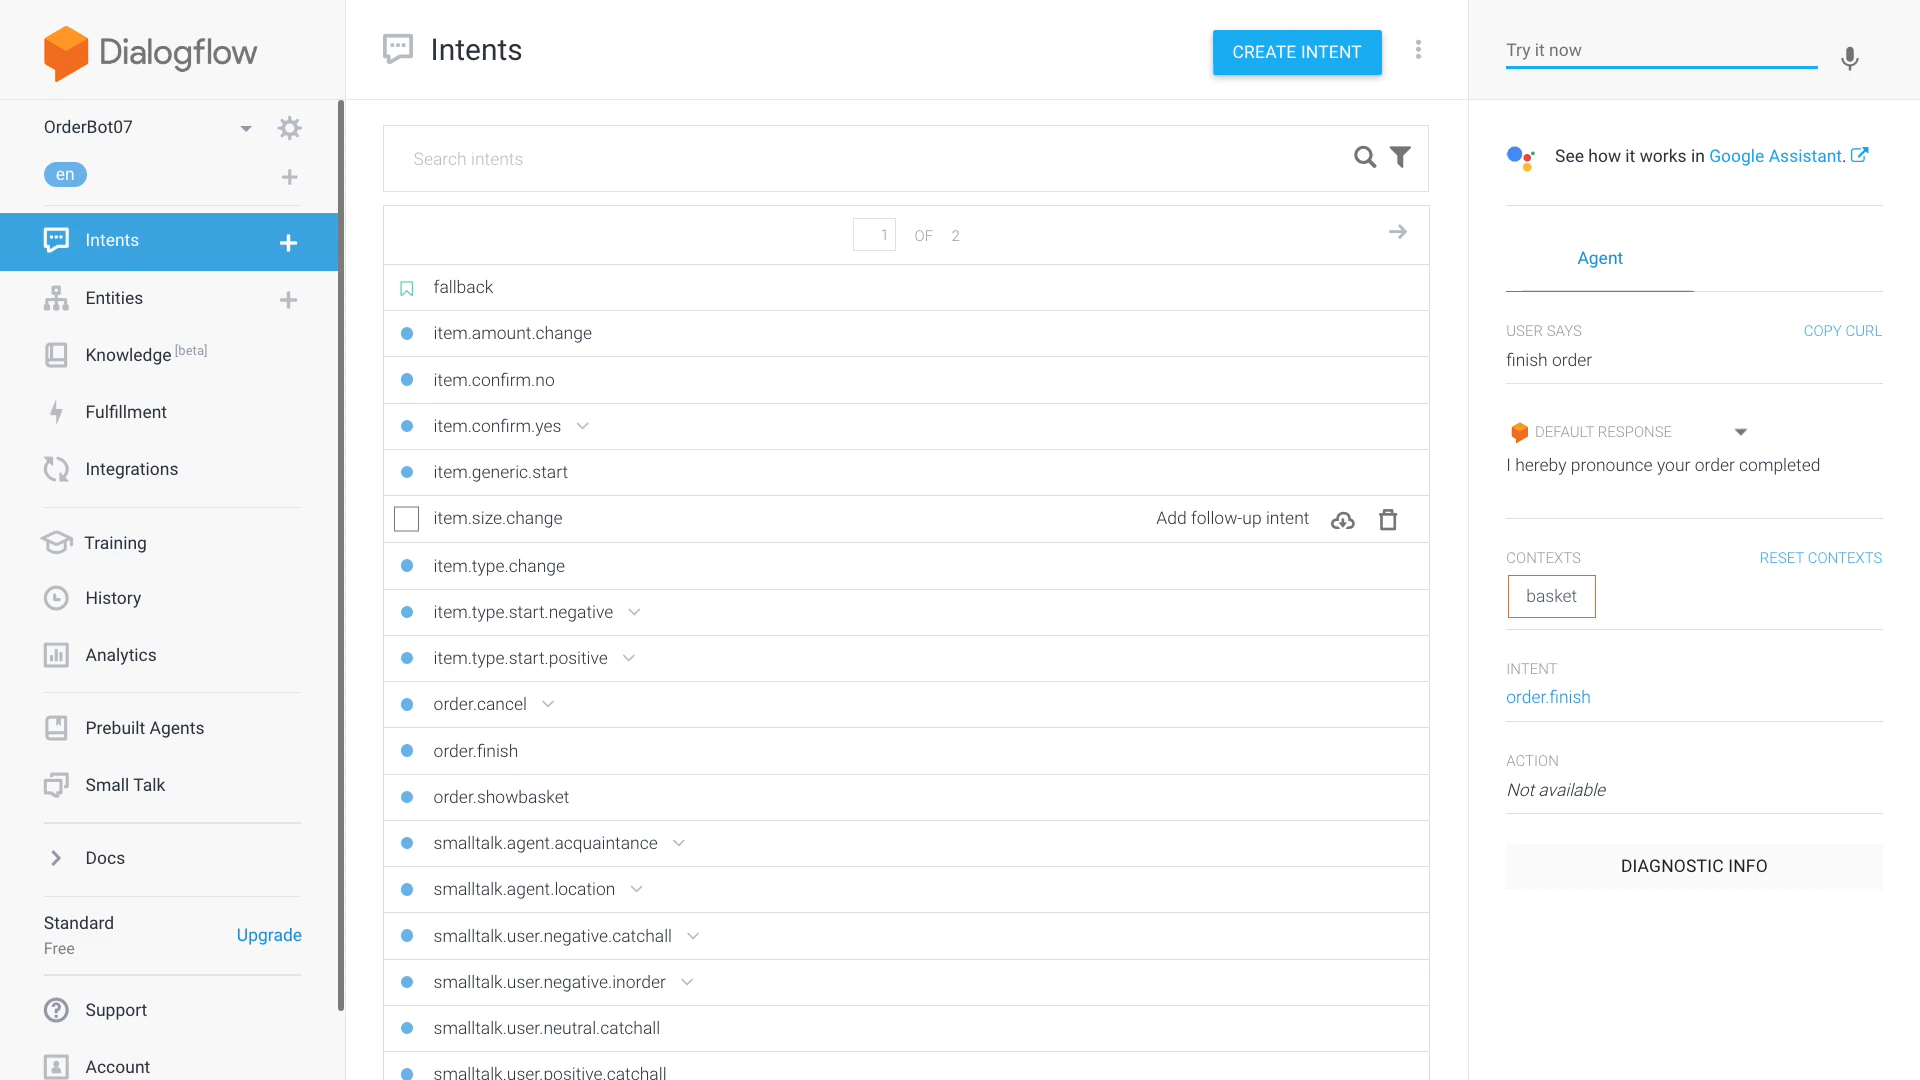 Dialogflow
OrderBot07
en
Intents
Entities
Knowledge [beta]
Fulfillment
Integrations
Training
History
Analytics
Prebuilt Agents
Small Talk
Docs
Standard
Free
Upgrade
Support
Account
Intents
CREATE INTENT
Search intents
1 OF 2
fallback
item.amount.change
item.confirm.no
item.confirm.yes
item.generic.start
item.size.change Add follow-up intent
item.type.change
item.type.start.negative
item.type.start.positive
order.cancel
order.finish
order.showbasket
smalltalk.agent.acquaintance
smalltalk.agent.location
smalltalk.user.negative.catchall
smalltalk.user.negative.inorder
smalltalk.user.neutral.catchall
smalltalk.user.positive.catchall
Try it now
See how it works in Google Assistant.
Agent
USER SAYS COPY CURL
finish order
DEFAULT RESPONSE
I hereby pronounce your order completed
CONTEXTS RESET CONTEXTS
basket
INTENT
order.finish
ACTION
Not available
DIAGNOSTIC INFO